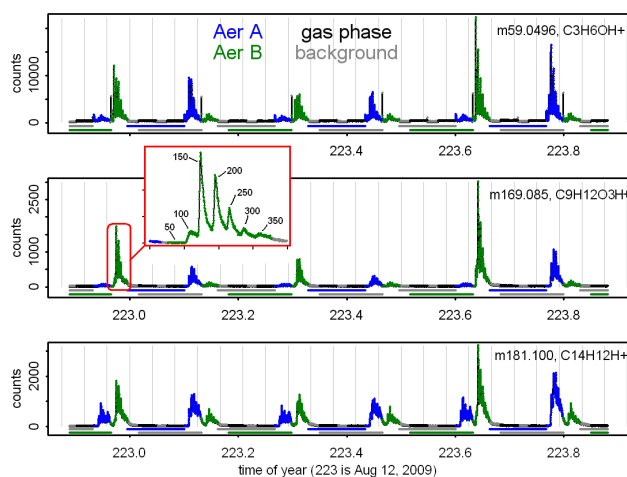 Aer A gas phase m59.0496, C3H6OH+
Aer B background
counts
0 10000
223.4 223.6 223.8
m169.085, C9H12O3H+
counts
0 1000 2500
50 100 150 200 250 300 350
223.0 223.2 223.4 223.6 223.8
m181.100, C14H12H+
counts
0 2000
223.0 223.2 223.4 223.6 223.8
time of year (223 is Aug 12, 2009)